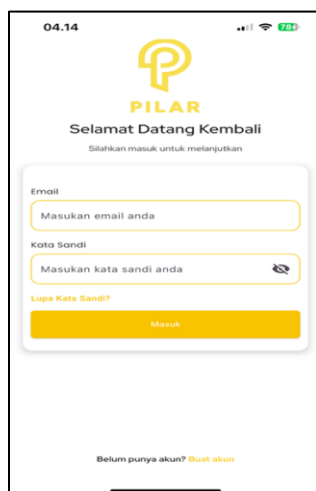 04.14
78
PILAR
Selamat Datang Kembali
Silahkan masuk untuk melanjutkan
Email
Masukan email anda
Kata Sandi
Masukan kata sandi anda
Lupa Kata Sandi?
Masuk
Belum punya akun? Buat akun